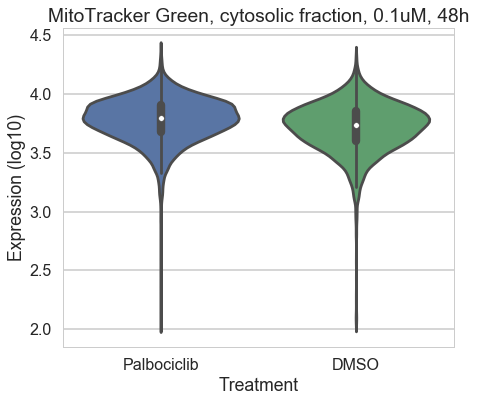 MitoTracker Green, cytosolic fraction, 0.1uM, 48h
4.5
4.0
3.5
3.0
2.5
2.0
Expression (log10)
Palbociclib DMSO
Treatment